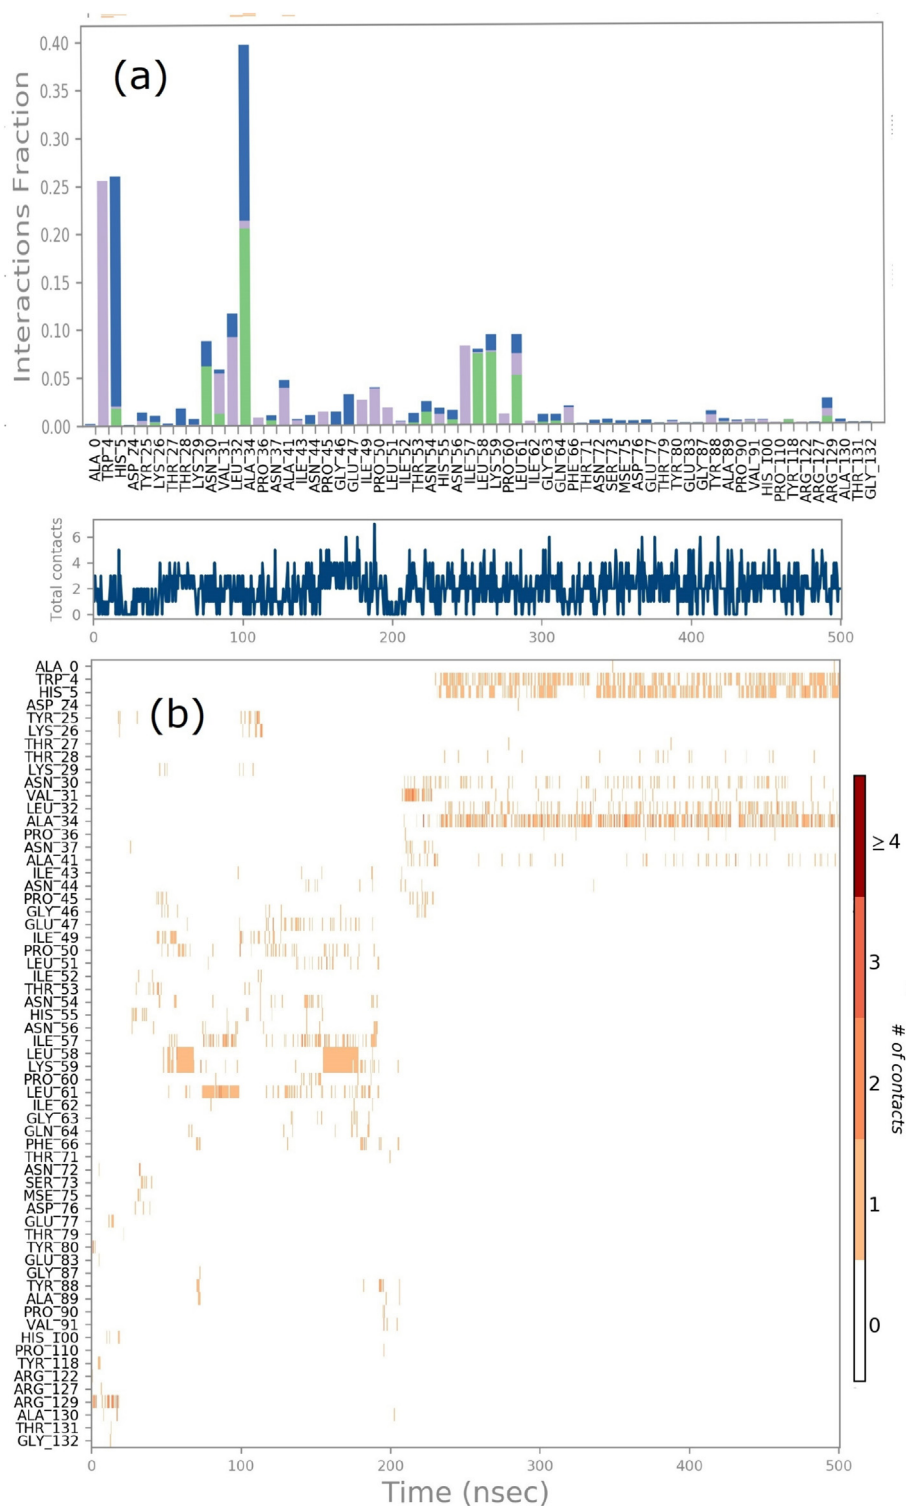 (a)
Interactions Fraction
0.40
0.35
0.30
0.25
0.20
0.15
0.10
0.05
0.00
ALA_0
TRP_4
HIS_5
ASP_24
TYR_25
LYS_26
THR_27
THR_28
LYS_29
ASN_30
VAL_31
LEU_32
ALA_34
PRO_36
ASN_37
ALA_41
ILE_43
ASN_44
PRO_45
GLY_46
GLU_47
ILE_49
PRO_50
LEU_51
ILE_52
THR_53
ASN_54
HIS_55
ASN_56
ILE_57
LEU_58
LYS_59
PRO_60
LEU_61
ILE_62
GLY_63
GLN_64
PHE_66
THR_71
ASN_72
SER_73
MSE_75
ASP_76
GLU_77
THR_79
TYR_80
GLU_83
GLY_87
TYR_88
ALA_89
PRO_90
VAL_91
HIS_100
PRO_110
TYR_118
ARG_122
ARG_127
ARG_129
ALA_130
THR_131
GLY_132
Total contacts
6
4
2
0
0 100 200 300 400 500
(b)
ALA_0
TRP_4
HIS_5
ASP_24
TYR_25
LYS_26
THR_27
THR_28
LYS_29
ASN_30
VAL_31
LEU_32
ALA_34
PRO_36
ASN_37
ALA_41
ILE_43
ASN_44
PRO_45
GLY_46
GLU_47
ILE_49
PRO_50
LEU_51
ILE_52
THR_53
ASN_54
HIS_55
ASN_56
ILE_57
LEU_58
LYS_59
PRO_60
LEU_61
ILE_62
GLY_63
GLN_64
PHE_66
THR_71
ASN_72
SER_73
MSE_75
ASP_76
GLU_77
THR_79
TYR_80
GLU_83
GLY_87
TYR_88
ALA_89
PRO_90
VAL_91
HIS_100
PRO_110
TYR_118
ARG_122
ARG_127
ARG_129
ALA_130
THR_131
GLY_132
0 100 200 300 400 500
Time (nsec)
≥4
3
2
1
0
# of contacts